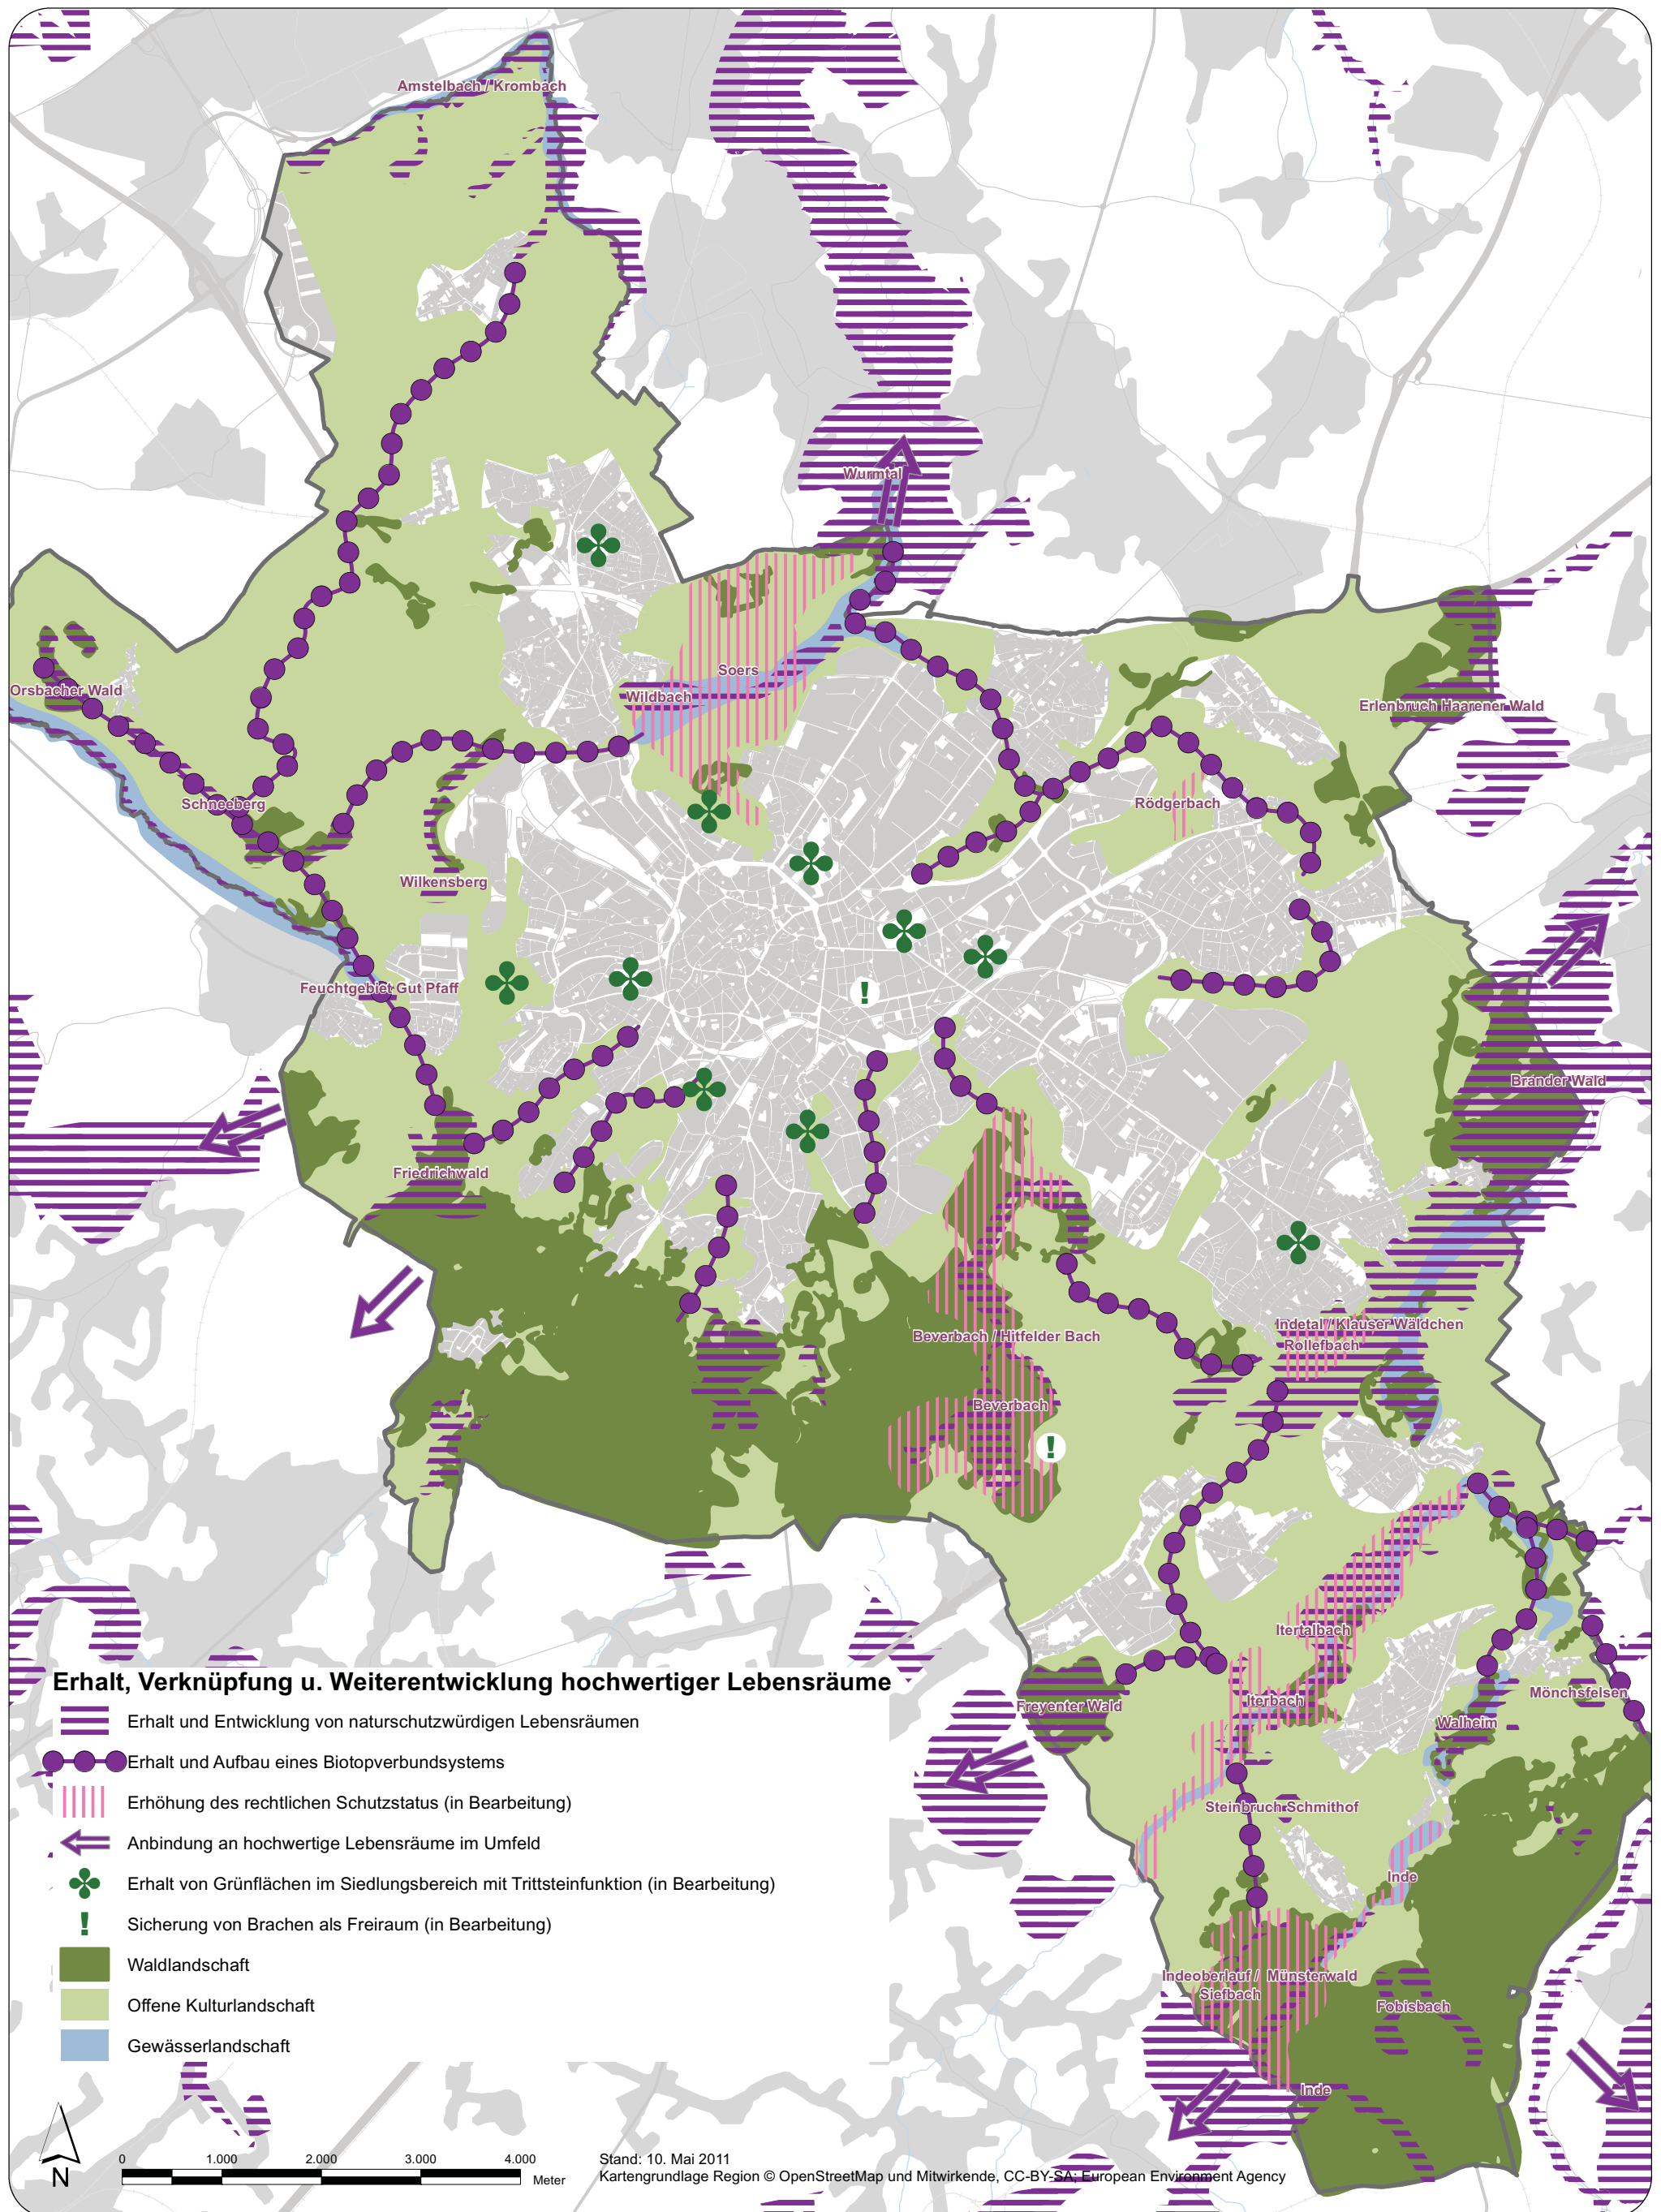 Amstelbach / Krombach
Wurmtal
Soers
Wildbach
Orsbacher Wald
Erlenbruch Haarener Wald
Schneeberg
Rödgerbach
Wilkensberg
Feuchtgebiet Gut Pfaff
!
Brander Wald
Friedrichwald
Indetal / Klauser Wäldchen
Beverbach / Hitfelder Bach
Rollefbach
Beverbach
!
Itertalbach
Mönchsfelsen
Iterbach
Freyenter Wald
Walheim
Steinbruch Schmithof
Inde
Indeoberlauf / Münsterwald
Siefbach
Fobisbach
Inde
Erhalt, Verknüpfung u. Weiterentwicklung hochwertiger Lebensräume
Erhalt und Entwicklung von naturschutzwürdigen Lebensräumen
Erhalt und Aufbau eines Biotopverbundsystems
Erhöhung des rechtlichen Schutzstatus (in Bearbeitung)
Anbindung an hochwertige Lebensräume im Umfeld
Erhalt von Grünflächen im Siedlungsbereich mit Trittsteinfunktion (in Bearbeitung)
! Sicherung von Brachen als Freiraum (in Bearbeitung)
Waldlandschaft
Offene Kulturlandschaft
Gewässerlandschaft
N
0 1.000 2.000 3.000 4.000
Meter
Stand: 10. Mai 2011
Kartengrundlage Region © OpenStreetMap und Mitwirkende, CC-BY-SA; European Environment Agency